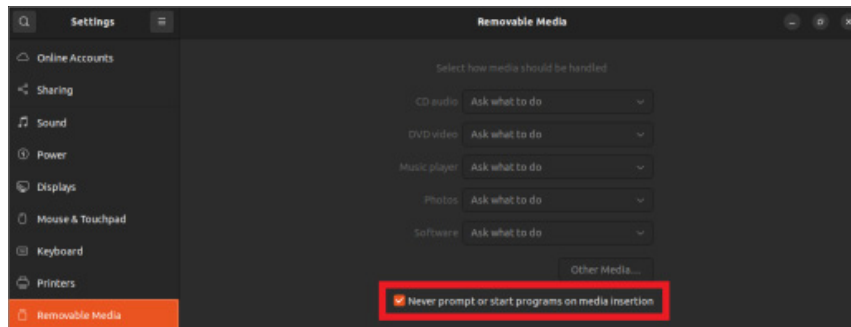 Settings
Removable Media
Online Accounts
Sharing
Sound
Power
Displays
Mouse & Touchpad
Keyboard
Printers
Removable Media
Select how media should be handled
CD audio Ask what to do
DVD video Ask what to do
Music player Ask what to do
Photos Ask what to do
Software Ask what to do
Other Media...
Never prompt or start programs on media insertion